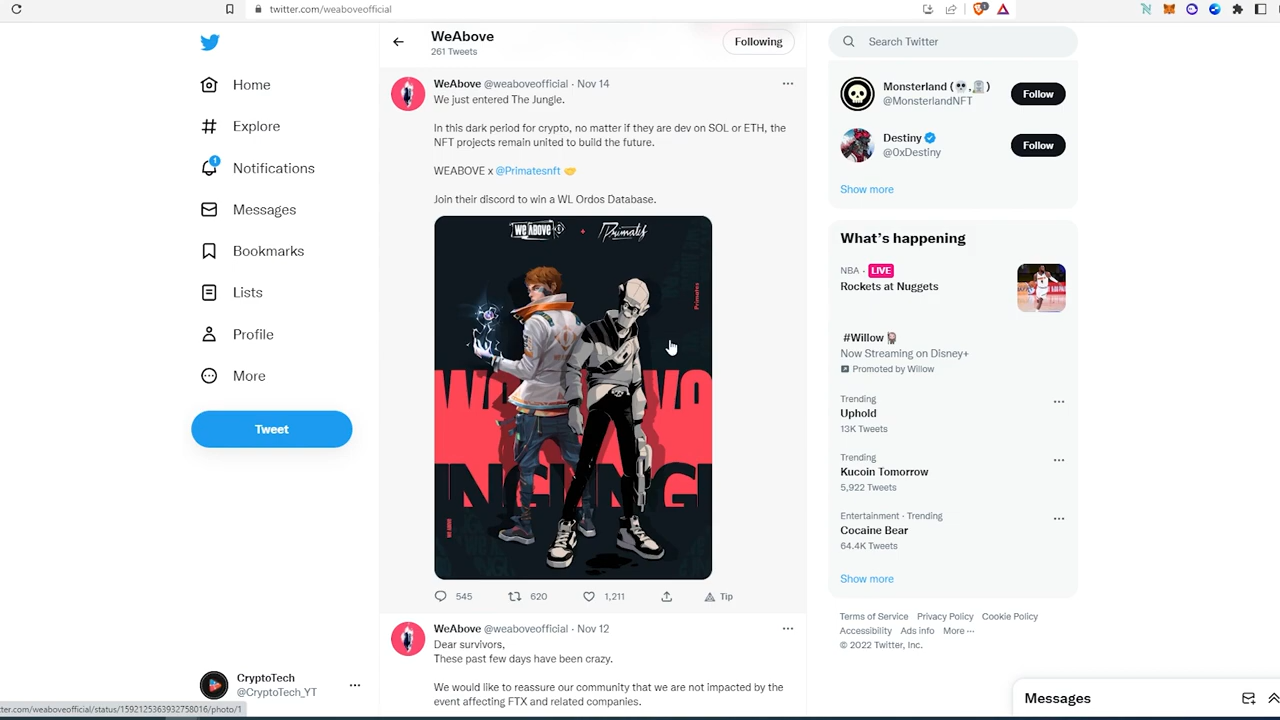 twitter.com/weaboveofficial
WeAbove
261 Tweets
Following
Search Twitter
Home
Explore
1
Notifications
Messages
Bookmarks
Lists
Profile
More
Tweet
CryptoTech
@CryptoTech_YT
WeAbove @weaboveofficial · Nov 14
We just entered The Jungle.
In this dark period for crypto, no matter if they are dev on SOL or ETH, the
NFT projects remain united to build the future.
WEABOVE x @Primatesnft 🤝
Join their discord to win a WL Ordos Database.
WE ABOVE + Primates
Primates
WE ABOVE
545 620 1,211 Tip
WeAbove @weaboveofficial · Nov 12
Dear survivors,
These past few days have been crazy.
We would like to reassure our community that we are not impacted by the
event affecting FTX and related companies.
Monsterland (💀,🪦)
@MonsterlandNFT
Follow
Destiny
@0xDestiny
Follow
Show more
What's happening
NBA · LIVE
Rockets at Nuggets
#Willow
Now Streaming on Disney+
Promoted by Willow
Trending
Uphold
13K Tweets
Trending
Kucoin Tomorrow
5,922 Tweets
Entertainment · Trending
Cocaine Bear
64.4K Tweets
Show more
Terms of Service Privacy Policy Cookie Policy
Accessibility Ads info More ···
© 2022 Twitter, Inc.
Messages
tter.com/weaboveofficial/status/1592125363932758016/photo/1